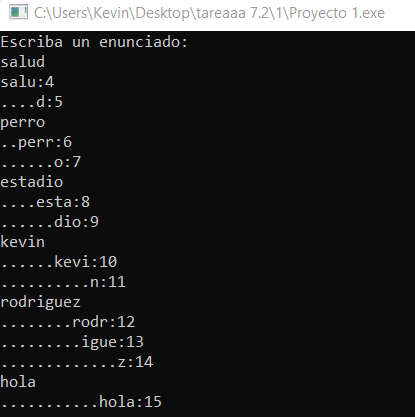 C:\Users\Kevin\Desktop\tareaaa 7.2\1\Proyecto 1.exe
Escriba un enunciado:
salud
salu:4
....d:5
perro
..perr:6
......o:7
estadio
....esta:8
......dio:9
kevin
......kevi:10
..........n:11
rodriguez
........rodr:12
.........igue:13
.............z:14
hola
...........hola:15